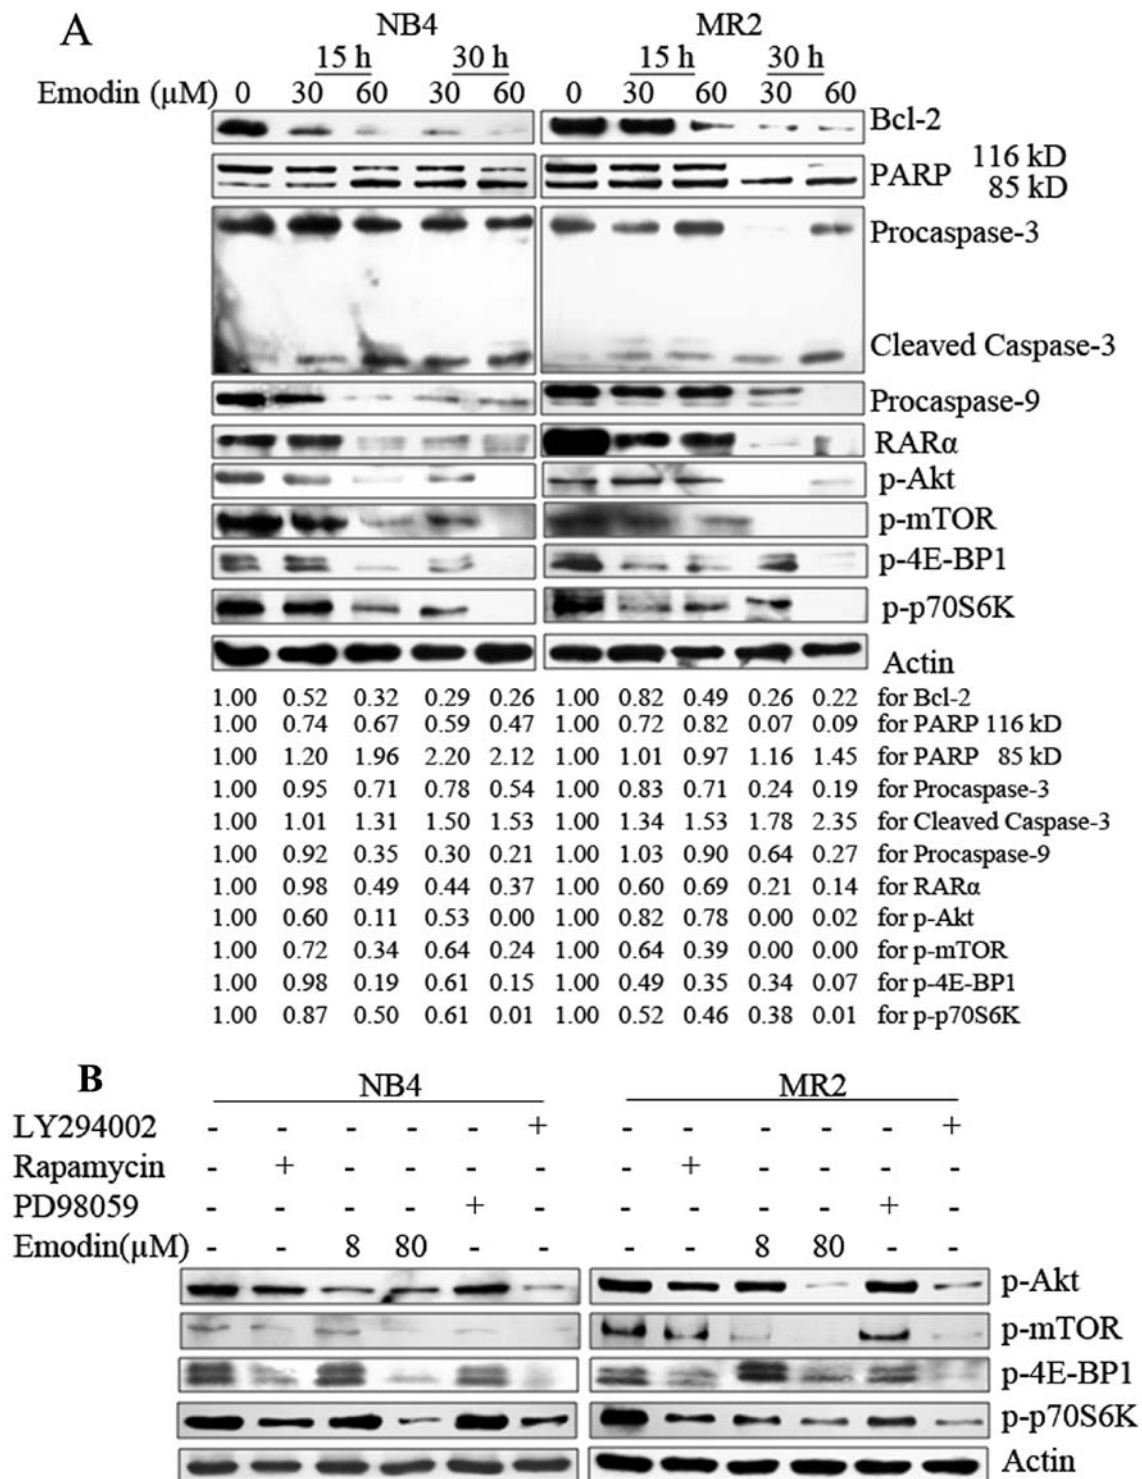 A
NB4 MR2
15 h 30 h 15 h 30 h
Emodin (μM) 0 30 60 30 60 0 30 60 30 60
Bcl-2
PARP 116 kD
85 kD
Procaspase-3
Cleaved Caspase-3
Procaspase-9
RARα
p-Akt
p-mTOR
p-4E-BP1
p-p70S6K
Actin
1.00 0.52 0.32 0.29 0.26 1.00 0.82 0.49 0.26 0.22 for Bcl-2
1.00 0.74 0.67 0.59 0.47 1.00 0.72 0.82 0.07 0.09 for PARP 116 kD
1.00 1.20 1.96 2.20 2.12 1.00 1.01 0.97 1.16 1.45 for PARP 85 kD
1.00 0.95 0.71 0.78 0.54 1.00 0.83 0.71 0.24 0.19 for Procaspase-3
1.00 1.01 1.31 1.50 1.53 1.00 1.34 1.53 1.78 2.35 for Cleaved Caspase-3
1.00 0.92 0.35 0.30 0.21 1.00 1.03 0.90 0.64 0.27 for Procaspase-9
1.00 0.98 0.49 0.44 0.37 1.00 0.60 0.69 0.21 0.14 for RARα
1.00 0.60 0.11 0.53 0.00 1.00 0.82 0.78 0.00 0.02 for p-Akt
1.00 0.72 0.34 0.64 0.24 1.00 0.64 0.39 0.00 0.00 for p-mTOR
1.00 0.98 0.19 0.61 0.15 1.00 0.49 0.35 0.34 0.07 for p-4E-BP1
1.00 0.87 0.50 0.61 0.01 1.00 0.52 0.46 0.38 0.01 for p-p70S6K
B
NB4 MR2
LY294002 - - - - - + - - - - - +
Rapamycin - + - - - - - + - - - -
PD98059 - - - - + - - - - - + -
Emodin(μM) - - 8 80 - - - - 8 80 - -
p-Akt
p-mTOR
p-4E-BP1
p-p70S6K
Actin